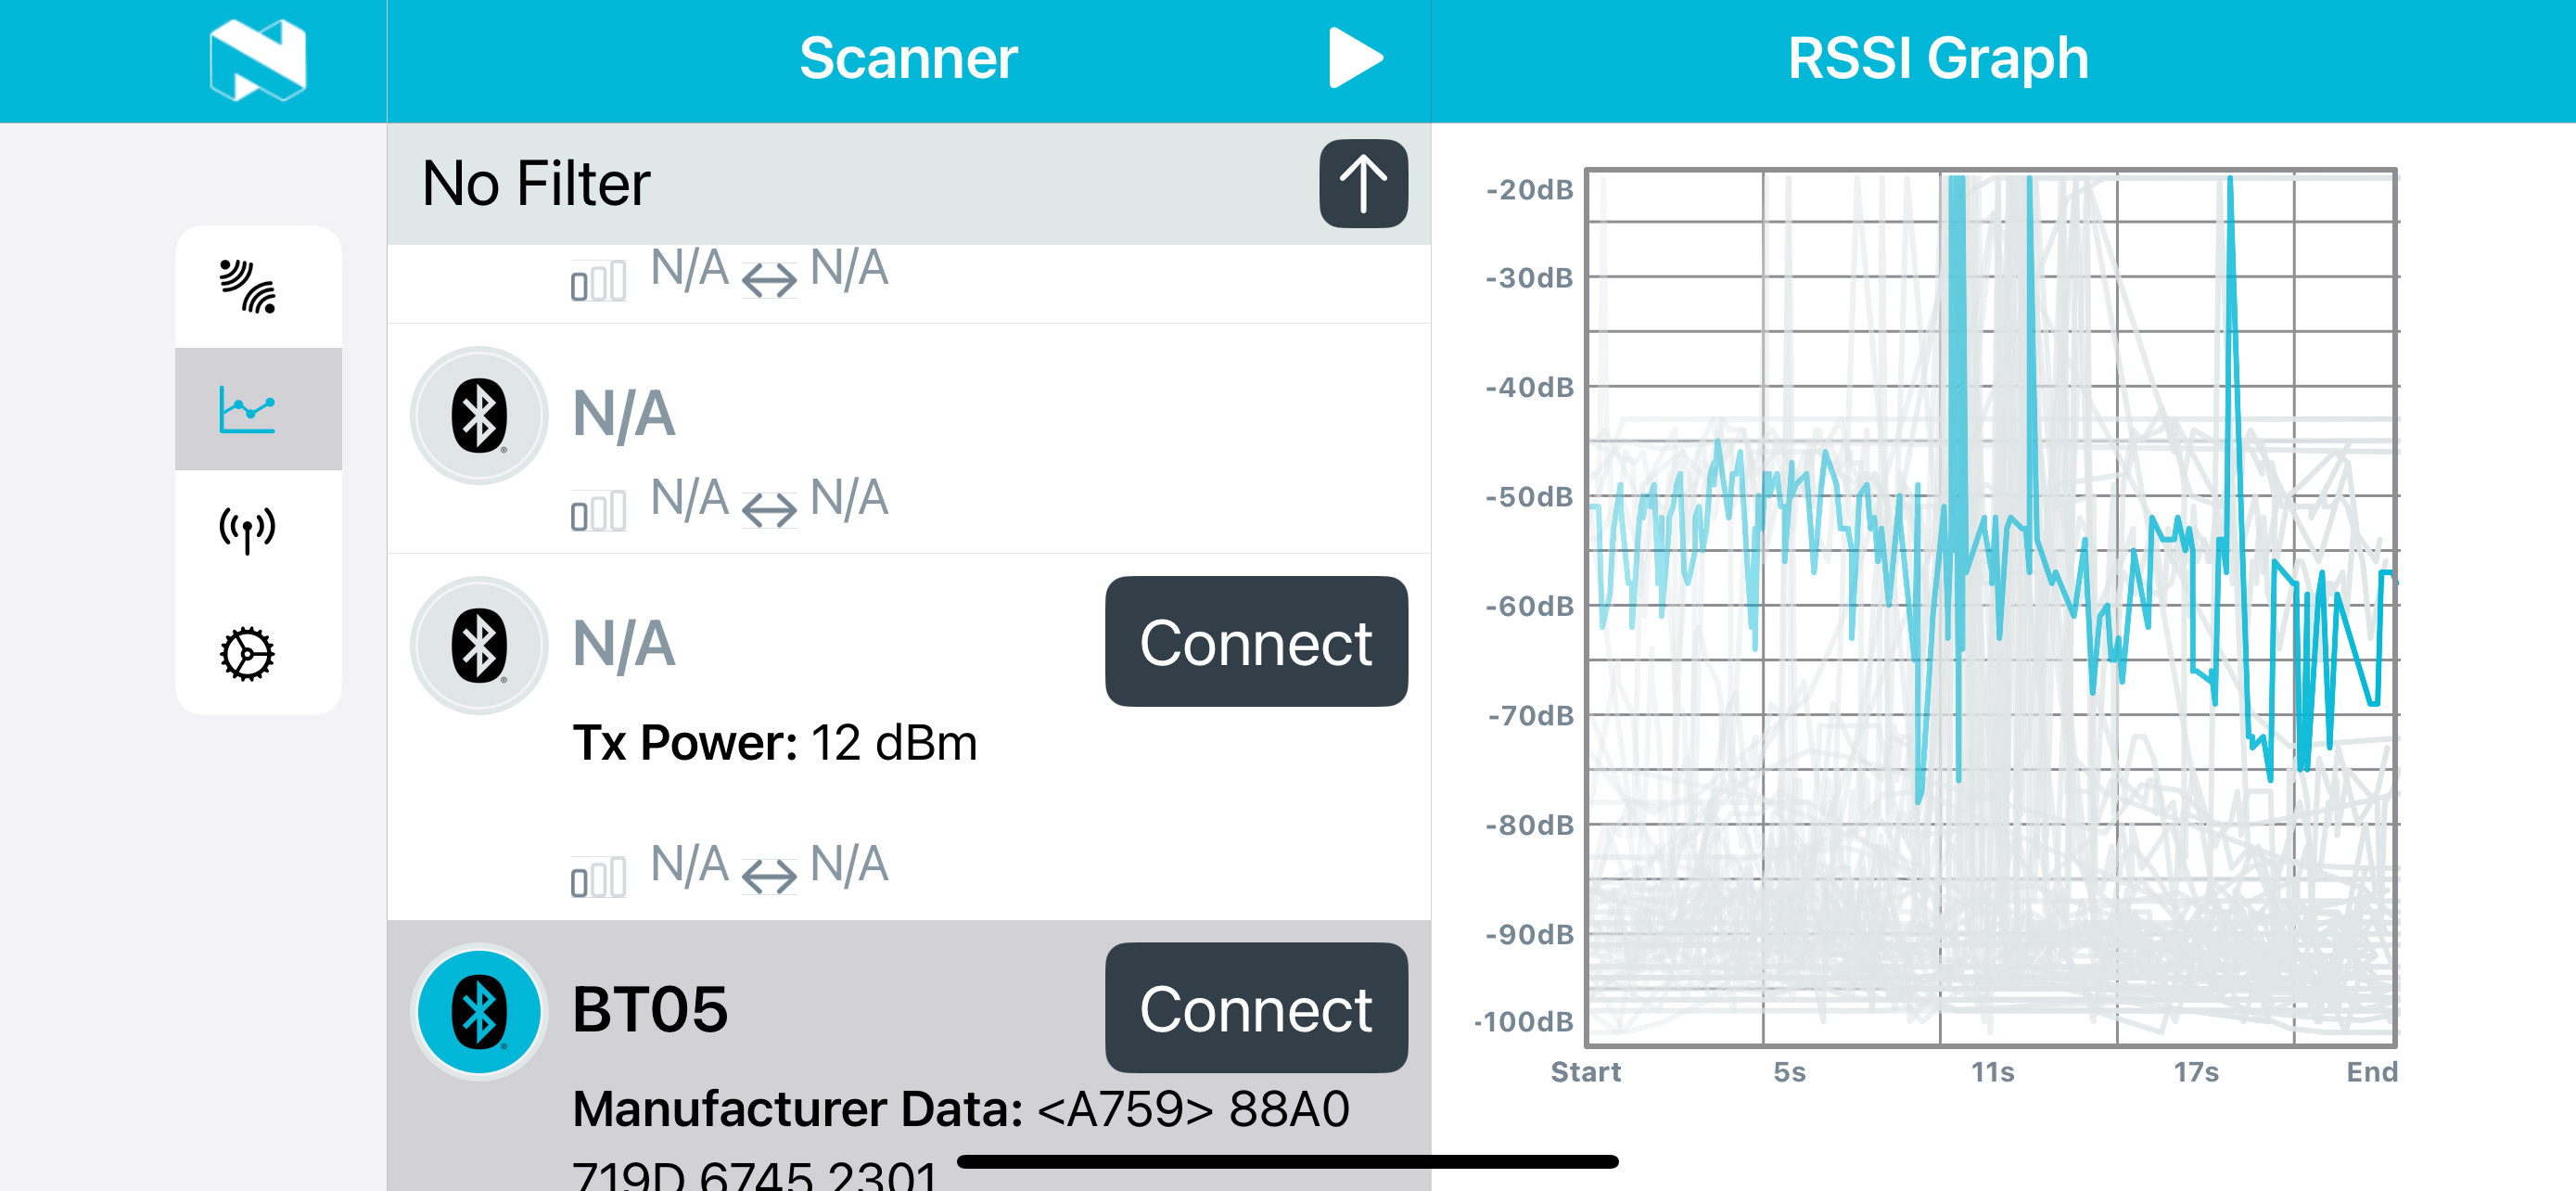 Scanner
No Filter
N/A N/A
N/A
N/A N/A
N/A
Connect
Tx Power: 12 dBm
N/A N/A
BT05
Connect
Manufacturer Data: <A759> 88A0
719D 6745 2301
RSSI Graph
-20dB
-30dB
-40dB
-50dB
-60dB
-70dB
-80dB
-90dB
-100dB
Start 5s 11s 17s End